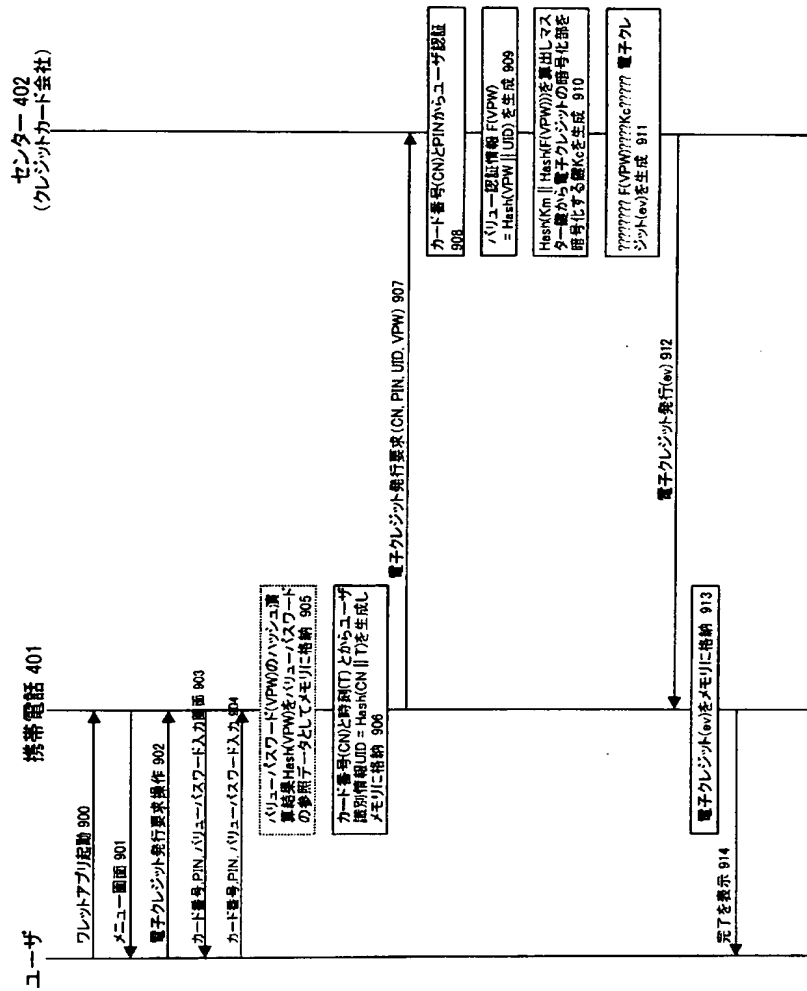 ユーザ
携帯電話 401
センター 402
(クレジットカード会社)
ワレットアプリ起動 900
メニュー画面 901
電子クレジット発行要求操作 902
カード番号,PIN,バリューパスワード入力画面 903
カード番号,PIN,バリューパスワード入力 904
バリューパスワード(VPW)のハッシュ演
算結果Hash(VPW)をバリューパスワード
の参照データとしてメモリに格納 905
カード番号(CN)と時刻(T)とからユーザ
識別情報UID = Hash(CN || T)を生成し
メモリに格納 906
電子クレジット発行要求(CN, PIN, UID, VPW) 907
カード番号(CN)とPINからユーザ認証
908
バリュー認証情報 F(VPW)
= Hash(VPW || UID) を生成 909
Hash(Km || Hash(F(VPW)))を算出しマス
ター鍵から電子クレジットの暗号化部を
暗号化する鍵Kcを生成 910
???????? F(VPW)????Kc????? 電子クレ
ジット(ev)を生成 911
電子クレジット発行(ev) 912
電子クレジット(ev)をメモリに格納 913
完了を表示 914